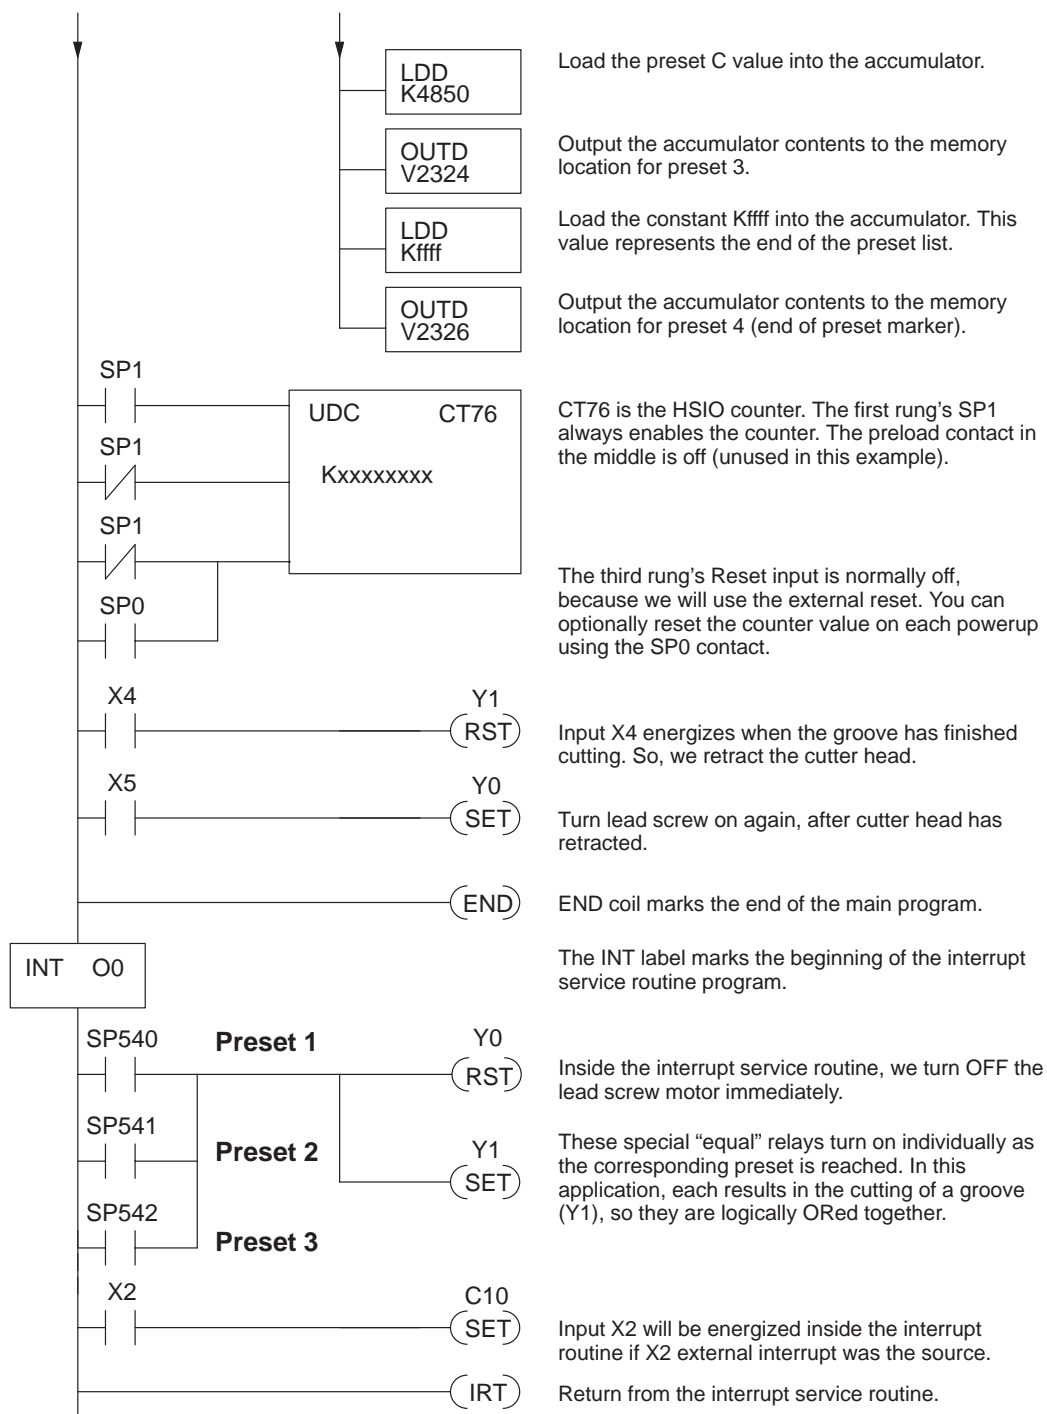 LDD
K4850
Load the preset C value into the accumulator.
OUTD
V2324
Output the accumulator contents to the memory
location for preset 3.
LDD
Kffff
Load the constant Kffff into the accumulator. This
value represents the end of the preset list.
OUTD
V2326
Output the accumulator contents to the memory
location for preset 4 (end of preset marker).
SP1
UDC CT76
Kxxxxxxxx
SP1
SP1
SP0
CT76 is the HSIO counter. The first rung’s SP1
always enables the counter. The preload contact in
the middle is off (unused in this example).
The third rung’s Reset input is normally off,
because we will use the external reset. You can
optionally reset the counter value on each powerup
using the SP0 contact.
X4
Y1
RST
Input X4 energizes when the groove has finished
cutting. So, we retract the cutter head.
X5
Y0
SET
Turn lead screw on again, after cutter head has
retracted.
END
END coil marks the end of the main program.
INT O0
The INT label marks the beginning of the interrupt
service routine program.
SP540
Preset 1
Y0
RST
Inside the interrupt service routine, we turn OFF the
lead screw motor immediately.
SP541
Preset 2
Y1
SET
These special “equal” relays turn on individually as
the corresponding preset is reached. In this
application, each results in the cutting of a groove
(Y1), so they are logically ORed together.
SP542
Preset 3
X2
C10
SET
Input X2 will be energized inside the interrupt
routine if X2 external interrupt was the source.
IRT
Return from the interrupt service routine.